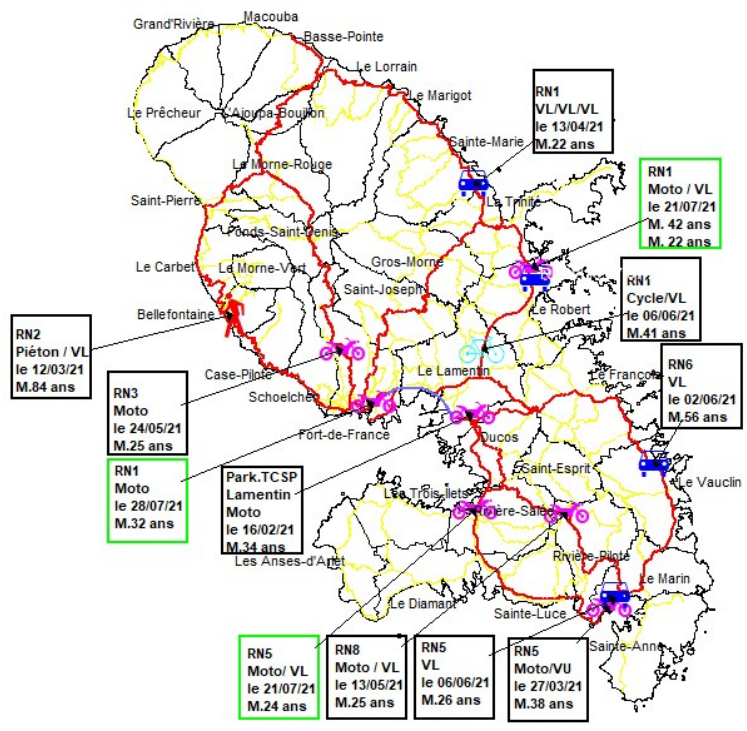 Macouba
Grand'Rivière
Basse-Pointe
Le Lorrain
Le Marigot
Le Prêcheur
L'Ajoupa-Bouillon
Sainte-Marie
Le Morne-Rouge
La Trinité
Saint-Pierre
Fonds-Saint-Denis
Gros-Morne
Le Carbet
Le Morne-Vert
Saint-Joseph
Bellefontaine
Le Robert
Case-Pilote
Le Lamentin
Le François
Schoelcher
Fort-de-France
Ducos
Saint-Esprit
Le Vauclin
Les Trois-Ilets
Rivière-Salée
Les Anses-d'Arlet
Rivière-Pilote
Le Marin
Le Diamant
Sainte-Luce
Sainte-Anne
RN1
VL/VL/VL
le 13/04/21
M.22 ans
RN1
Moto / VL
le 21/07/21
M. 42 ans
M. 22 ans
RN1
Cycle/VL
le 06/06/21
M.41 ans
RN2
Piéton / VL
le 12/03/21
M.84 ans
RN3
Moto
le 24/05/21
M.25 ans
RN6
VL
le 02/06/21
M.56 ans
RN1
Moto
le 28/07/21
M.32 ans
Park.TCSP
Lamentin
Moto
le 16/02/21
M.34 ans
RN5
Moto/ VL
le 21/07/21
M.24 ans
RN8
Moto / VL
le 13/05/21
M.25 ans
RN5
VL
le 06/06/21
M.26 ans
RN5
Moto/VU
le 27/03/21
M.38 ans